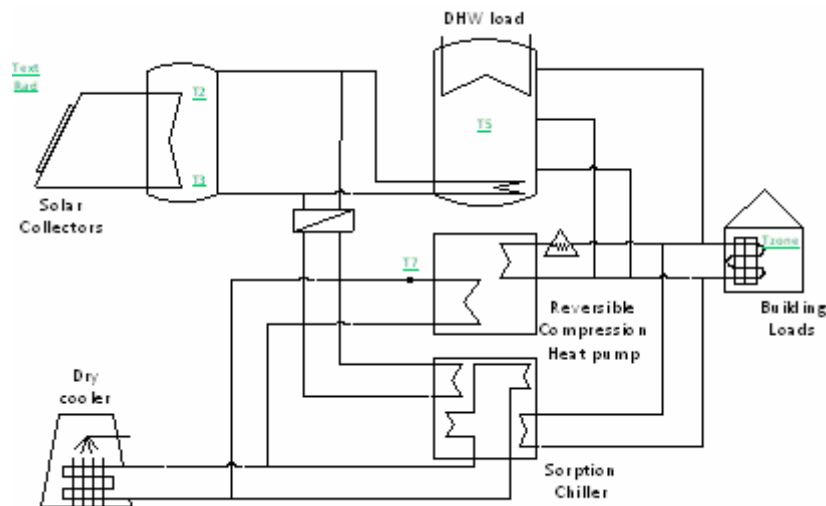 DHW load
Text
Rad
T2
T5
T3
Solar
Collectors
T7
Tzone
Reversible
Compression
Heat pump
Building
Loads
Dry
cooler
Sorption
Chiller